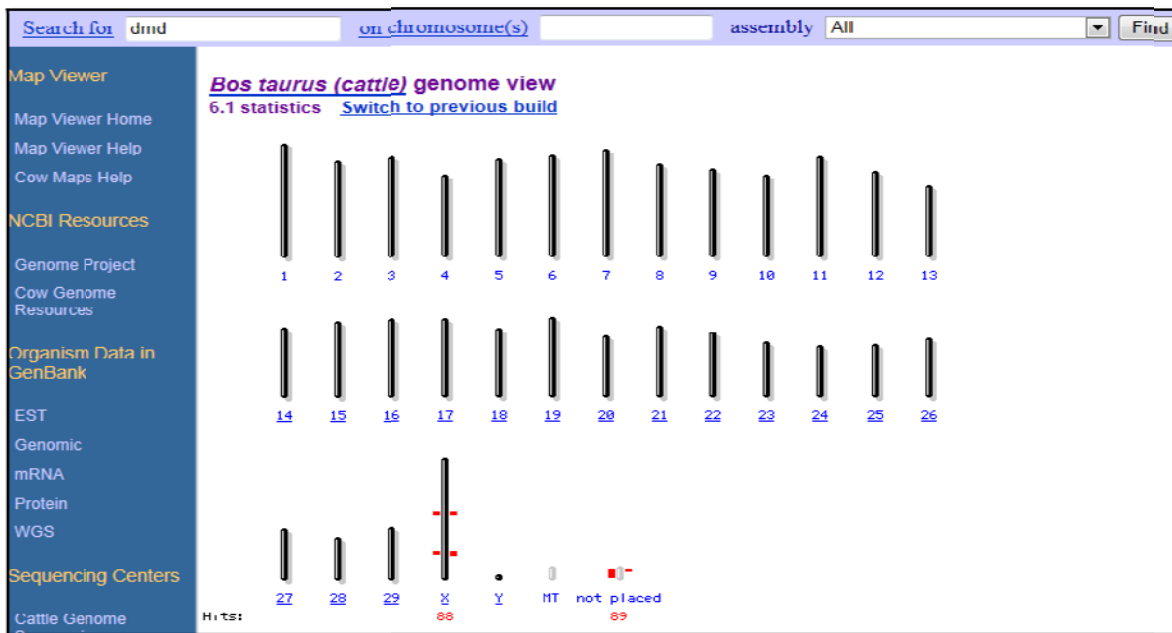 Search for dmd on chromosome(s) assembly All Find
Map Viewer
Map Viewer Home
Map Viewer Help
Cow Maps Help
NCBI Resources
Genome Project
Cow Genome
Resources
Organism Data in
GenBank
EST
Genomic
mRNA
Protein
WGS
Sequencing Centers
Cattle Genome
Bos taurus (cattle) genome view
6.1 statistics Switch to previous build
1 2 3 4 5 6 7 8 9 10 11 12 13
14 15 16 17 18 19 20 21 22 23 24 25 26
27 28 29 X Y MT not placed
Hits: 88 89